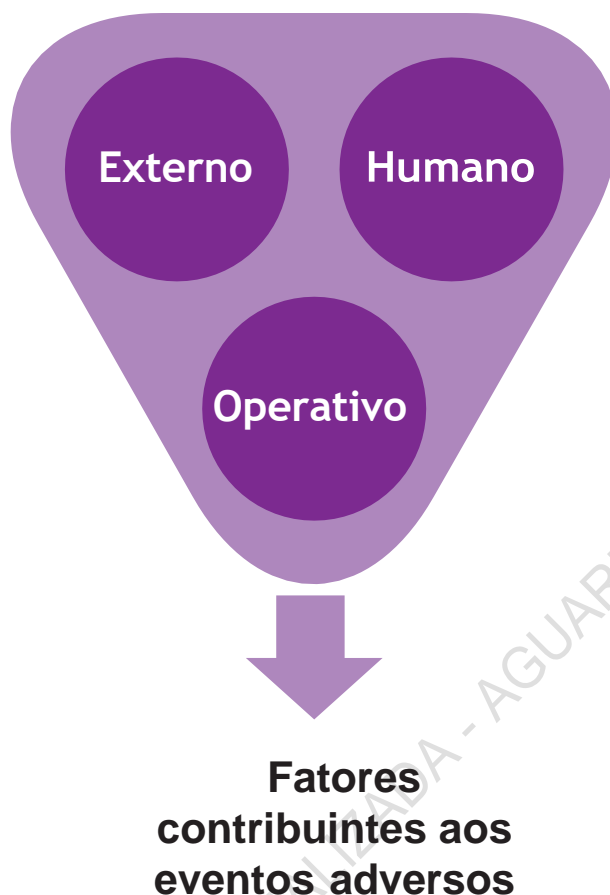 Externo
Humano
Operativo
Fatores
contribuintes aos
eventos adversos